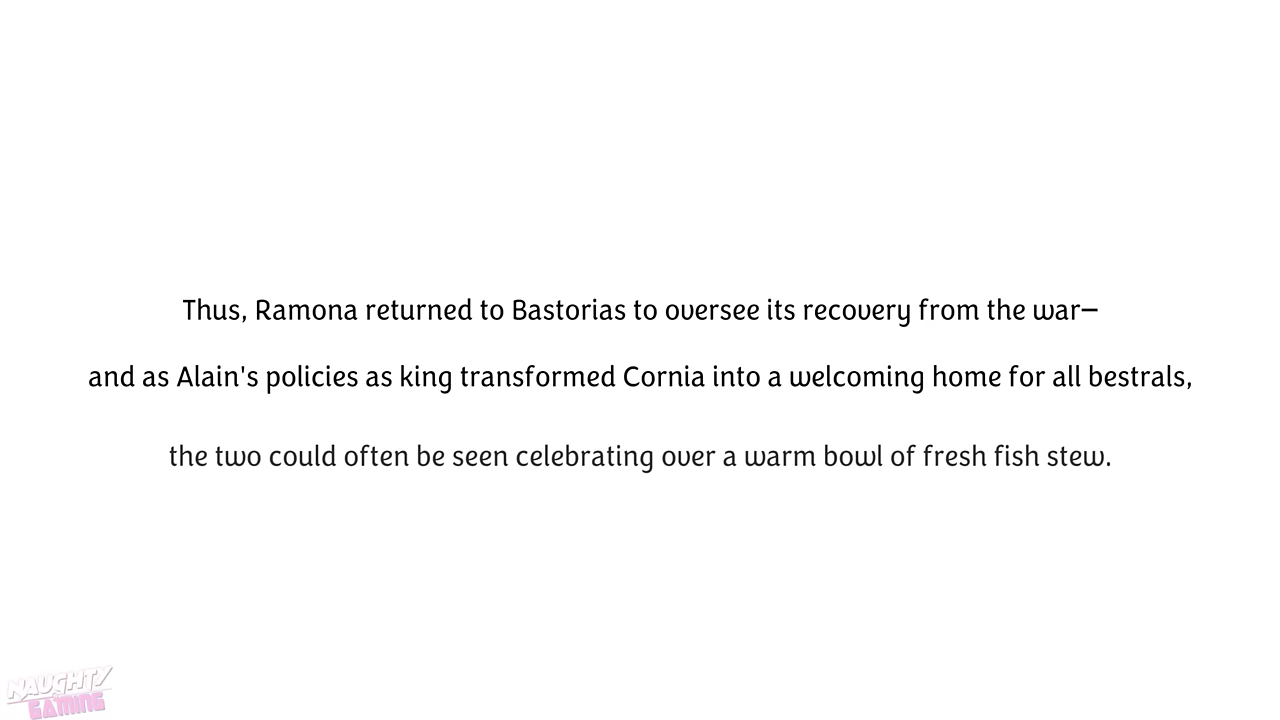 Thus, Ramona returned to Bastorias to oversee its recovery from the war—
and as Alain's policies as king transformed Cornia into a welcoming home for all bestrals,
the two could often be seen celebrating over a warm bowl of fresh fish stew.
NAUGHTY
GAMING